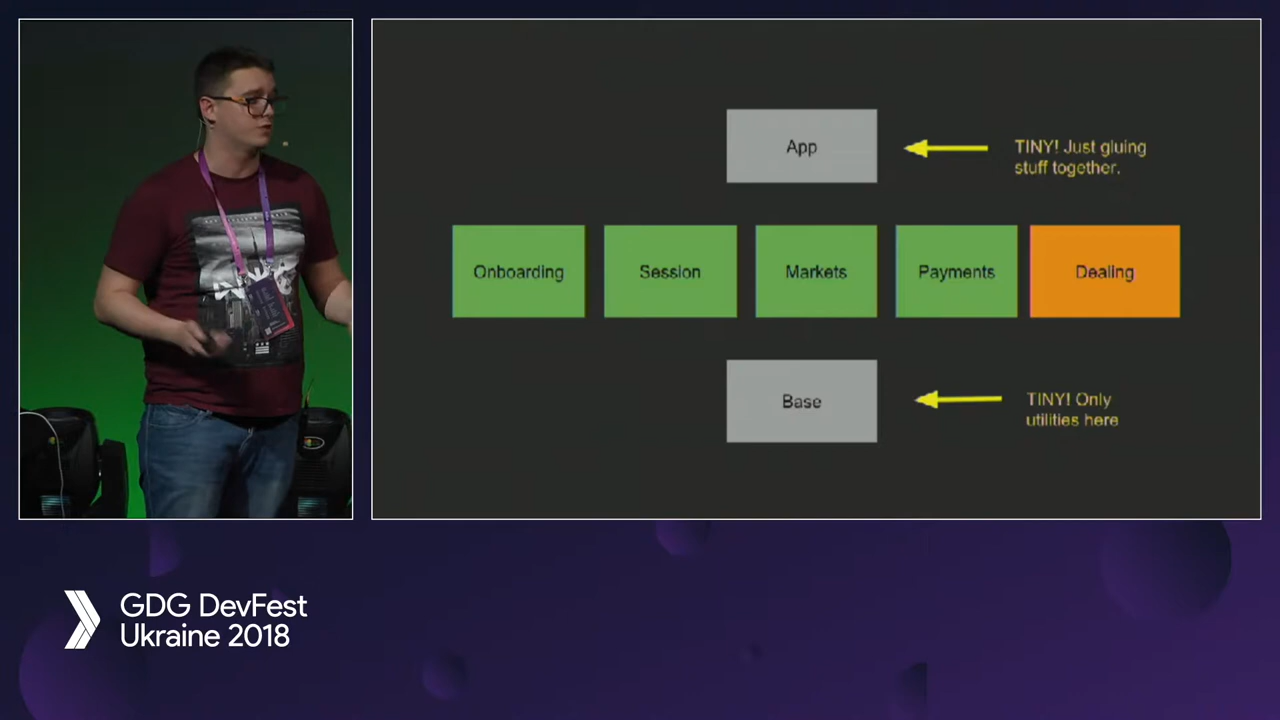 App
TINY! Just gluing
stuff together.
Onboarding
Session
Markets
Payments
Dealing
Base
TINY! Only
utilities here
GDG DevFest
Ukraine 2018